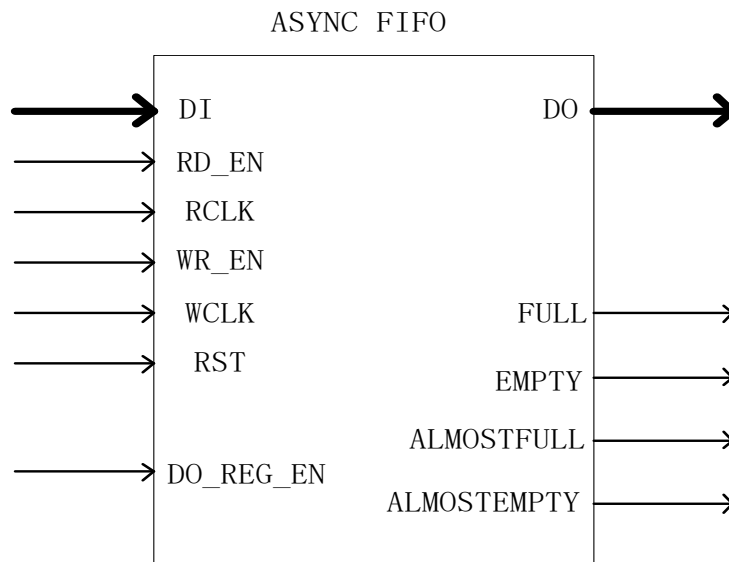 ASYNC FIFO
DI
DO
RD_EN
RCLK
WR_EN
WCLK
FULL
RST
EMPTY
ALMOSTFULL
DO_REG_EN
ALMOSTEMPTY